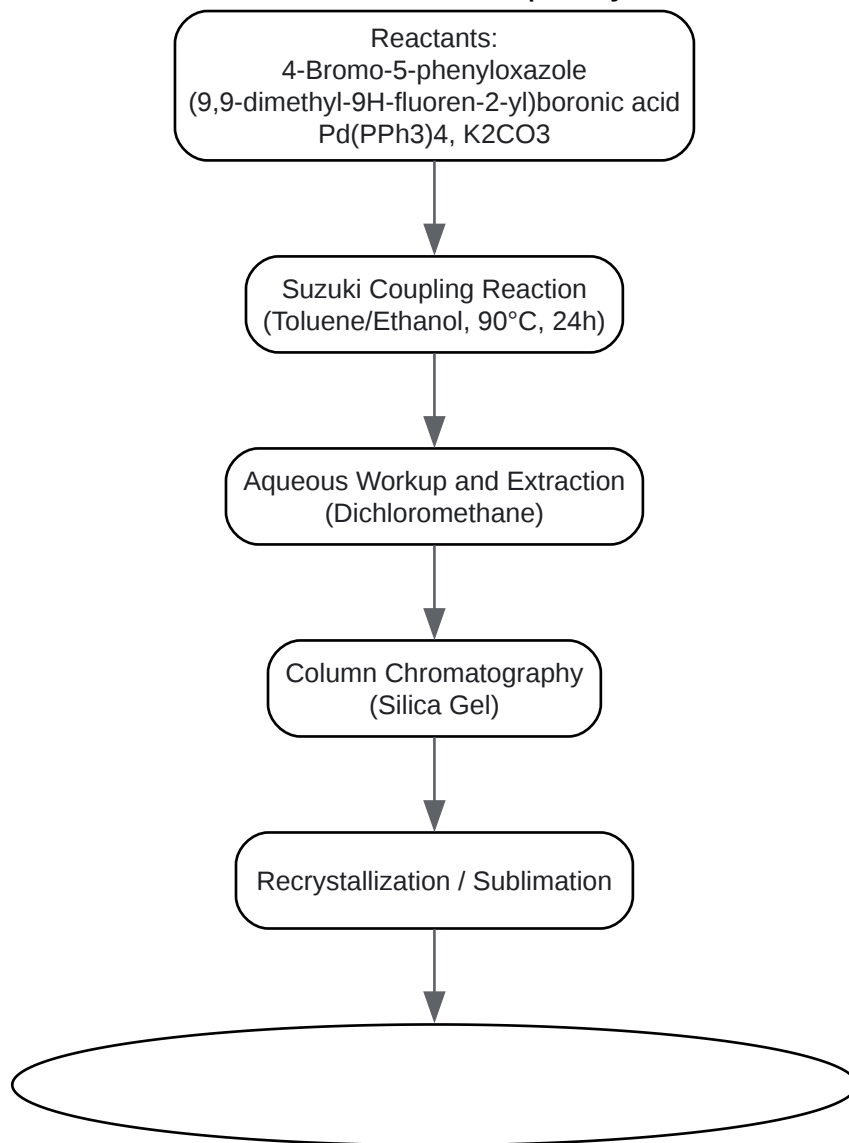 Reactants:
4-Bromo-5-phenyloxazole
(9,9-dimethyl-9H-fluoren-2-yl)boronic acid
Pd(PPh3)4, K2CO3
Suzuki Coupling Reaction
(Toluene/Ethanol, 90°C, 24h)
Aqueous Workup and Extraction
(Dichloromethane)
Column Chromatography
(Silica Gel)
Recrystallization / Sublimation